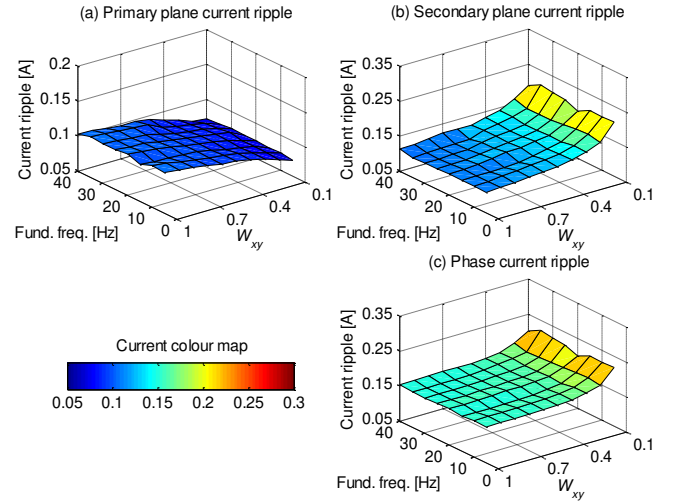 (a) Primary plane current ripple
Current ripple [A]
0.2
0.15
0.1
0.05
40
30
20
10
0
Fund. freq. [Hz]
1
0.7
0.4
0.1
Wxy
(b) Secondary plane current ripple
Current ripple [A]
0.35
0.25
0.15
0.05
40
30
20
10
0
Fund. freq. [Hz]
1
0.7
0.4
0.1
Wxy
Current colour map
0.05 0.1 0.15 0.2 0.25 0.3
(c) Phase current ripple
Current ripple [A]
0.35
0.25
0.15
0.05
40
30
20
10
0
Fund. freq. [Hz]
1
0.7
0.4
0.1
Wxy